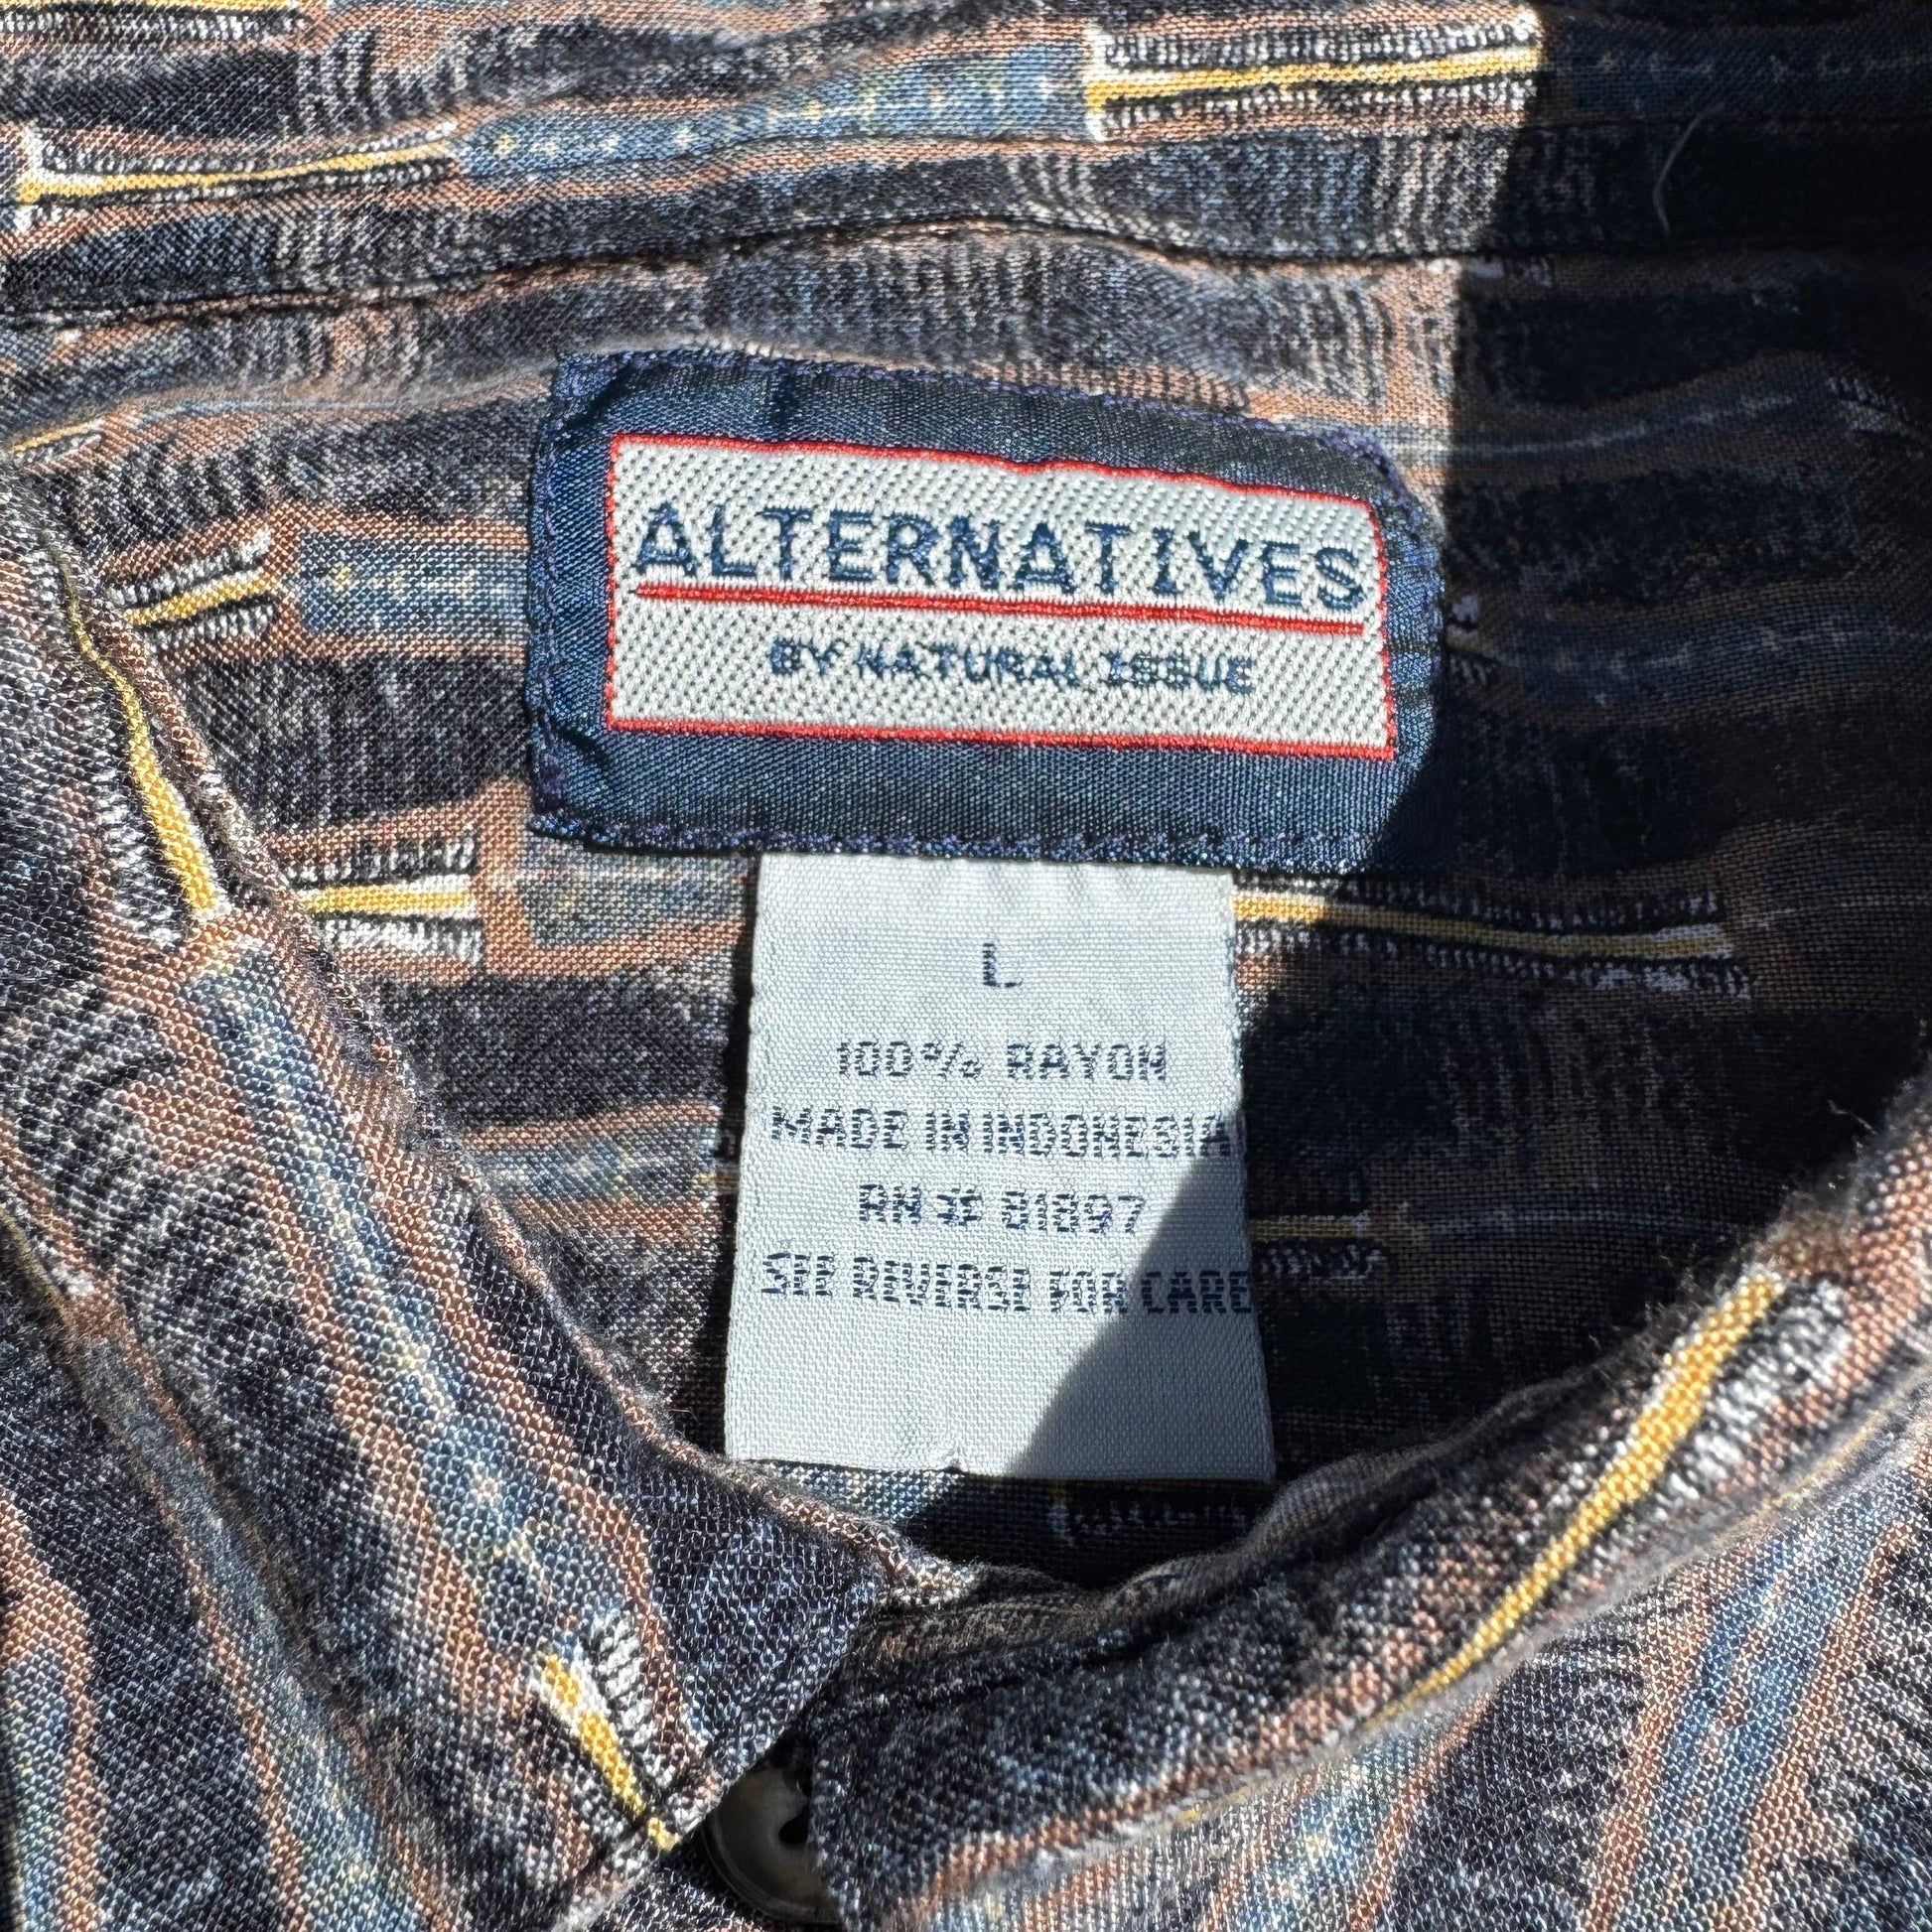 ALTERNATIVES
BY NATURAL ISSUE
L
100% RAYON
MADE IN INDONESIA
RN # 81897
SEE REVERSE FOR CARE